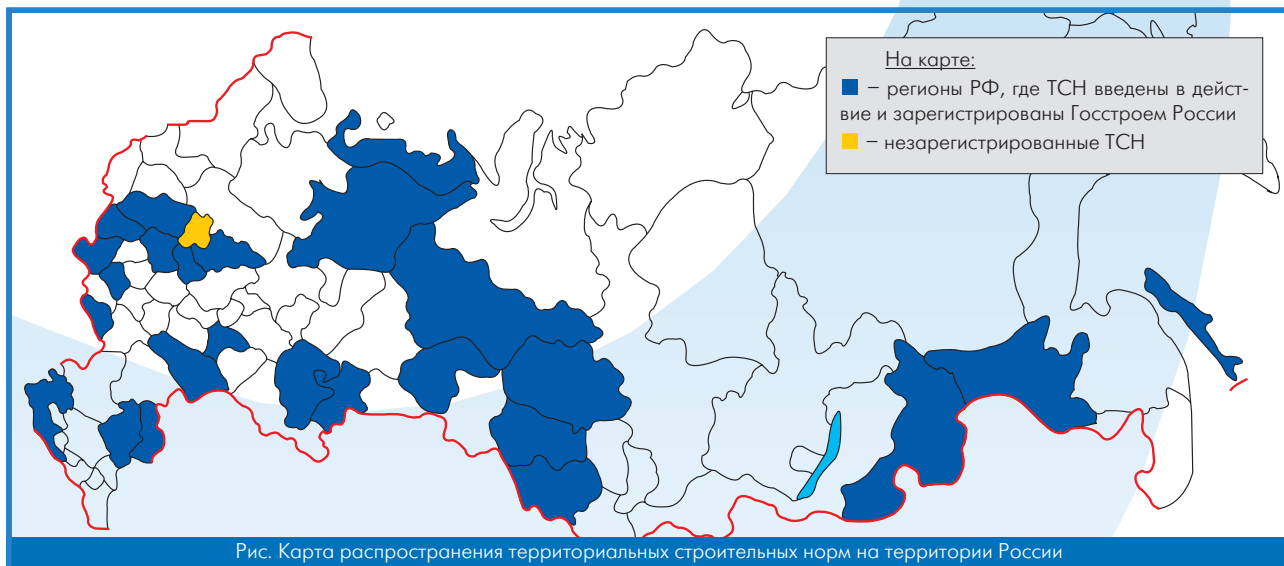 На карте:
– регионы РФ, где ТСН введены в дейст-
вие и зарегистрированы Госстроем России
– незарегистрированные ТСН
Рис. Карта распространения территориальных строительных норм на территории России